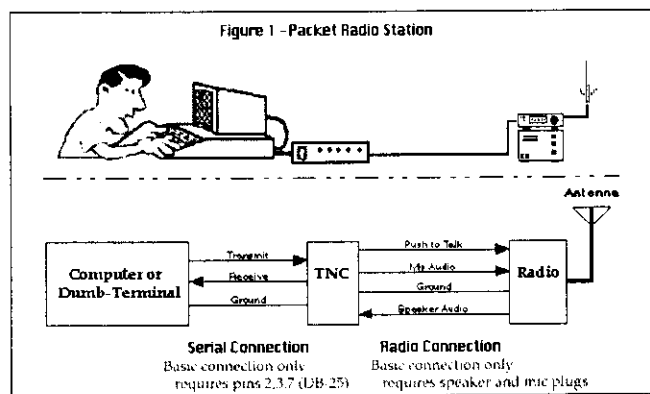 Figure 1 - Packet Radio Station
Antenna
Transmit
Receive
Ground
Computer or
Dumb-Terminal
TNC
Push to Talk
Mic Audio
Ground
Speaker Audio
Radio
Serial Connection
Basic connection only
requires pins 2,3,7 (DB-25)
Radio Connection
Basic connection only
requires speaker and mic plugs